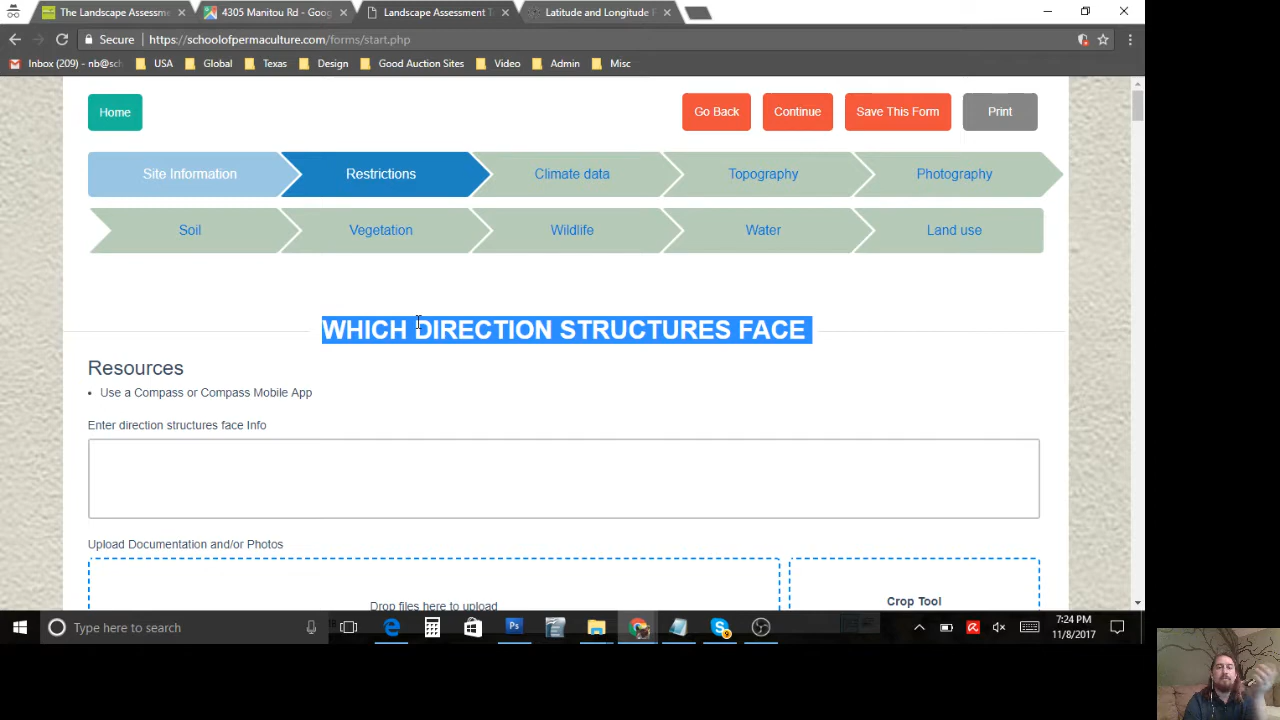 The Landscape Assessme
4305 Manitou Rd - Goog
Landscape Assessment T
Latitude and Longitude F
Secure
https://schoolofpermaculture.com/forms/start.php
Inbox (209) - nb@sch
USA
Global
Texas
Design
Good Auction Sites
Video
Admin
Misc
Home
Go Back
Continue
Save This Form
Print
Site Information
Restrictions
Climate data
Topography
Photography
Soil
Vegetation
Wildlife
Water
Land use
WHICH DIRECTION STRUCTURES FACE
Resources
• Use a Compass or Compass Mobile App
Enter direction structures face Info
Upload Documentation and/or Photos
Drop files here to upload
Crop Tool
Type here to search
7:24 PM
11/8/2017